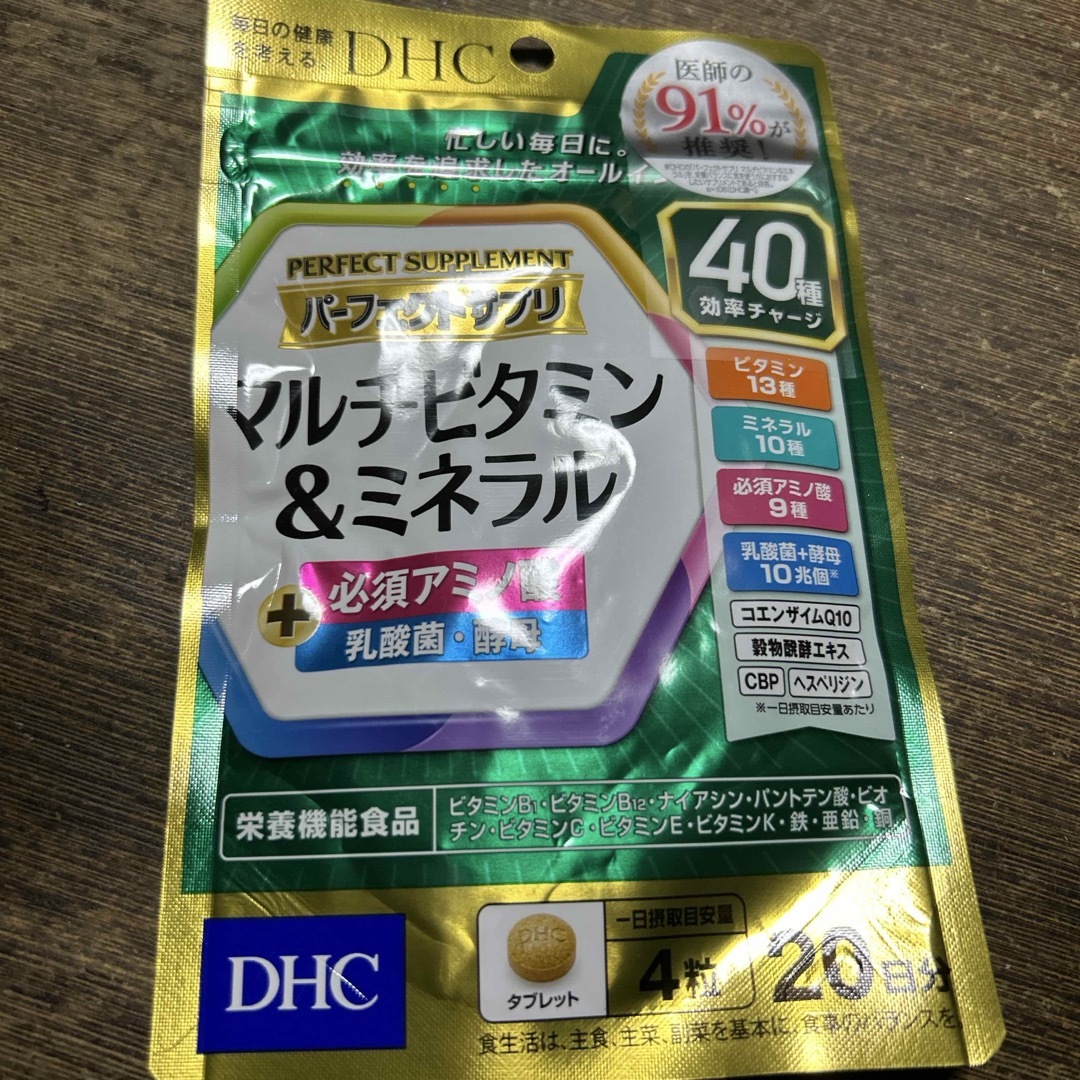 毎日の健康
を考える
DHC
医師の
91%が
推奨!
忙しい毎日に。
効率を追求したオールイ
40種
効率チャージ
PERFECT SUPPLEMENT
パーフェクトサプリ
マルチビタミン
&ミネラル
+
必須アミノ酸
乳酸菌・酵母
ビタミン
13種
ミネラル
10種
必須アミノ酸
9種
乳酸菌+酵母
10兆個※
コエンザイムQ10
穀物醗酵エキス
CBP ヘスペリジン
※一日摂取目安量あたり
栄養機能食品
ビタミンB1・ビタミンB12・ナイアシン・パントテン酸・ビオ
チン・ビタミンC・ビタミンE・ビタミンK・鉄・亜鉛・銅
DHC
DHC
タブレット
一日摂取目安量
4粒
20日分
食生活は、主食、主菜、副菜を基本に、食事のバランスを